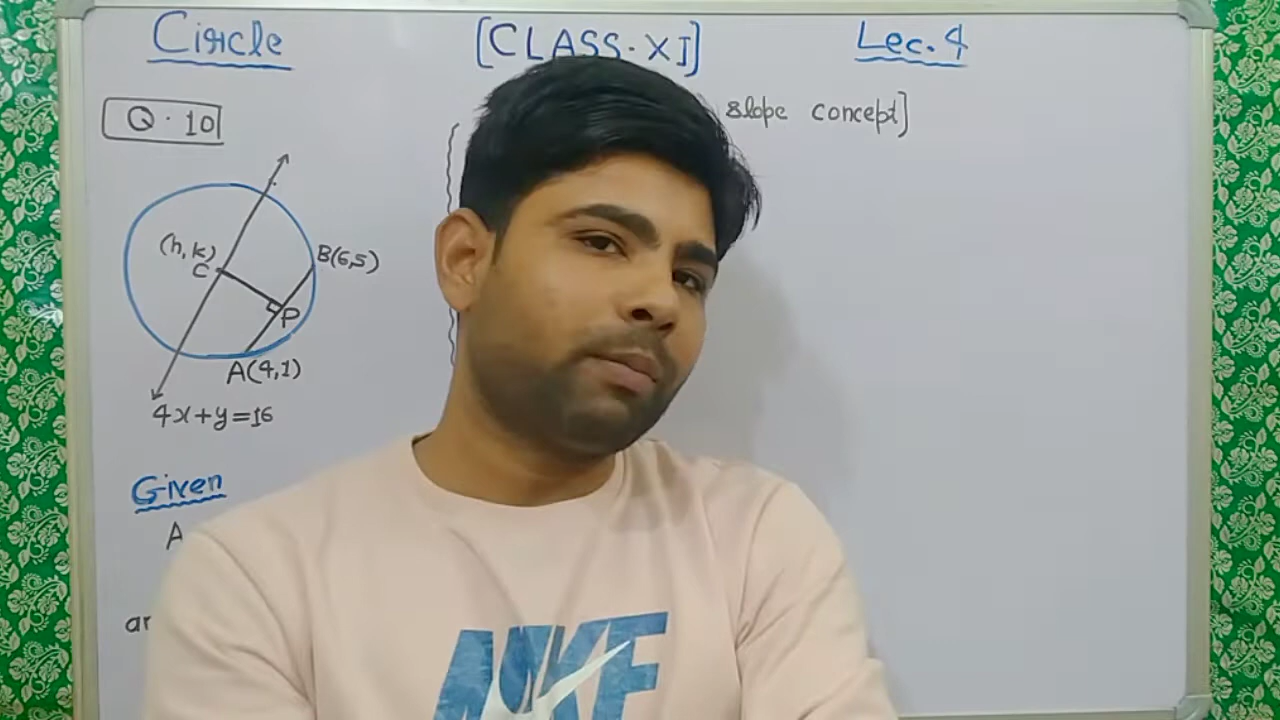 Circle [CLASS-XI] Lec. 4
Q. 10
slope concept]
(h, k)
C
B(6,5)
P
A(4,1)
4x+y=16
Given
A
ar
NIKE